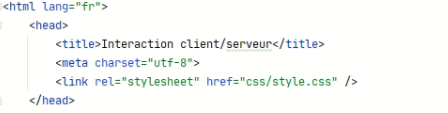 <html lang="fr">
<head>
<title>Interaction client/serveur</title>
<meta charset="utf-8">
<link rel="stylesheet" href="css/style.css" />
</head>